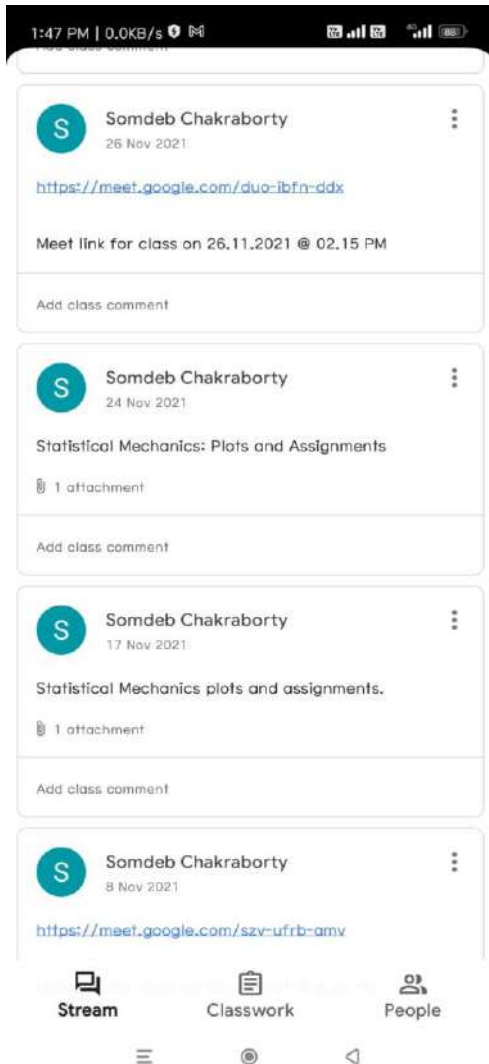 1:47 PM | 0.0KB/s
Somdeb Chakraborty
26 Nov 2021
https://meet.google.com/duo-ibfn-ddx
Meet link for class on 26.11.2021 @ 02.15 PM
Add class comment
S
Somdeb Chakraborty
24 Nov 2021
Statistical Mechanics: Plots and Assignments
1 attachment
Add class comment
S
Somdeb Chakraborty
17 Nov 2021
Statistical Mechanics plots and assignments.
1 attachment
Add class comment
S
Somdeb Chakraborty
8 Nov 2021
https://meet.google.com/szv-ufrb-amv
Stream Classwork People